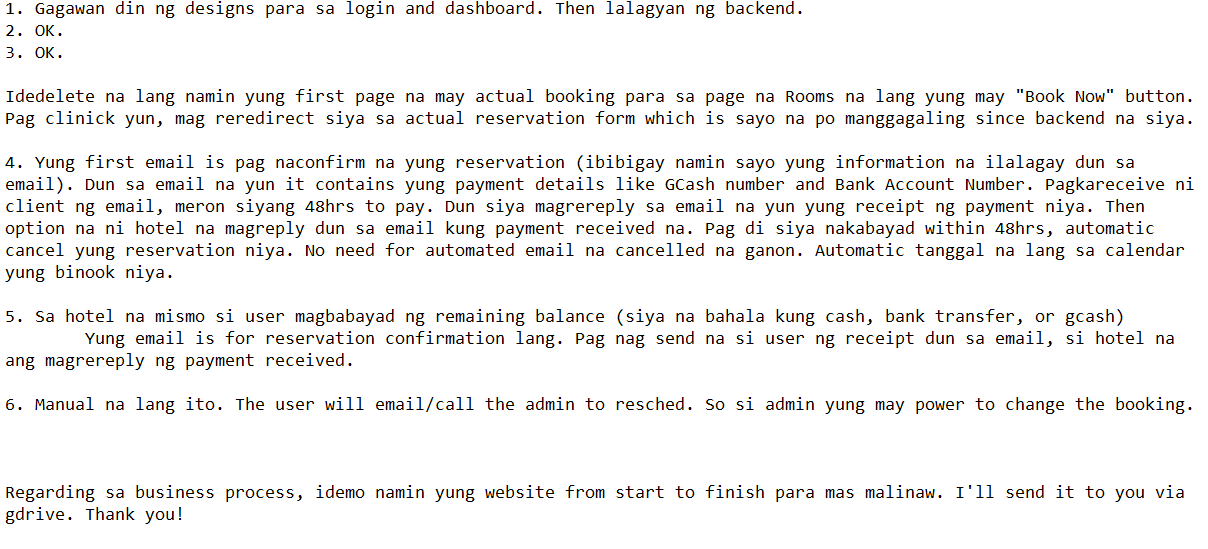 1. Gagawan din ng designs para sa login and dashboard. Then lalagyan ng backend.
2. OK.
3. OK.
Idedelete na lang namin yung first page na may actual booking para sa page na Rooms na lang yung may "Book Now" button.
Pag clinick yun, mag reredirect siya sa actual reservation form which is sayo na po manggagaling since backend na siya.
4. Yung first email is pag naconfirm na yung reservation (ibibigay namin sayo yung information na ilalagay dun sa
email). Dun sa email na yun it contains yung payment details like GCash number and Bank Account Number. Pagkareceive ni
client ng email, meron siyang 48hrs to pay. Dun siya magrereply sa email na yun yung receipt ng payment niya. Then
option na ni hotel na magreply dun sa email kung payment received na. Pag di siya nakabayad within 48hrs, automatic
cancel yung reservation niya. No need for automated email na cancelled na ganon. Automatic tanggal na lang sa calendar
yung binook niya.
5. Sa hotel na mismo si user magbabayad ng remaining balance (siya na bahala kung cash, bank transfer, or gcash)
Yung email is for reservation confirmation lang. Pag nag send na si user ng receipt dun sa email, si hotel na
ang magrereply ng payment received.
6. Manual na lang ito. The user will email/call the admin to resched. So si admin yung may power to change the booking.
Regarding sa business process, idemo namin yung website from start to finish para mas malinaw. I'll send it to you via
gdrive. Thank you!